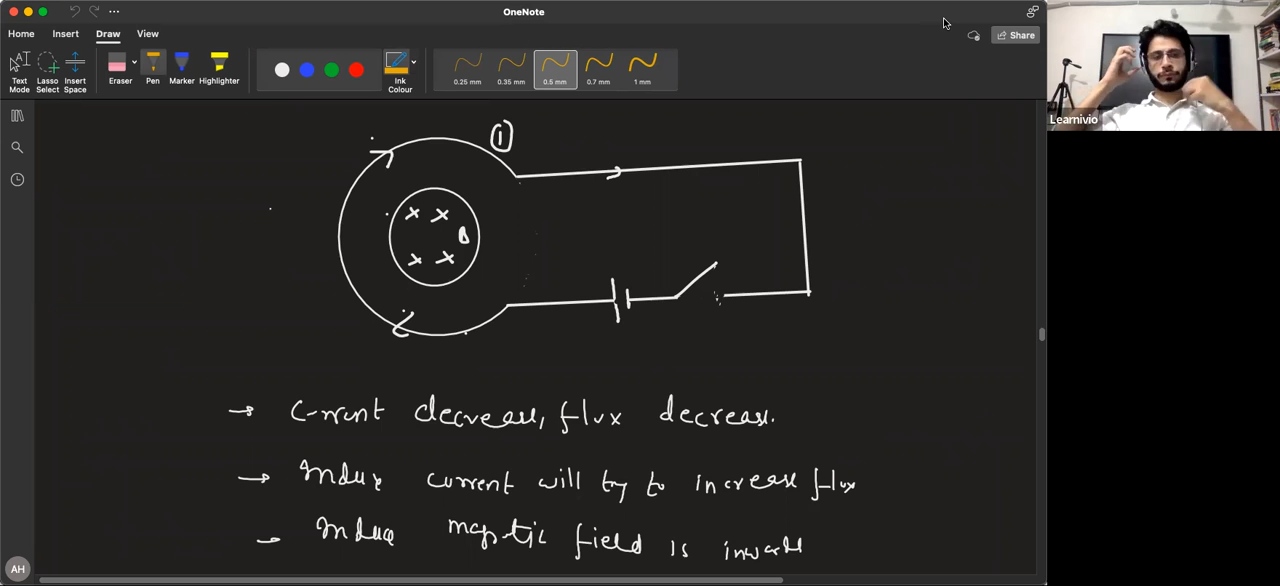 OneNote
Home Insert Draw View
Share
Text Mode
Lasso Select
Insert Space
Eraser
Pen
Marker
Highlighter
Ink Colour
0.25 mm
0.35 mm
0.5 mm
0.7 mm
1 mm
Learnivio
1
x x
B
x x
→ Current decrease, flux decrease.
→ Induce current will try to increase flux
→ Induce magnetic field is inward
AH